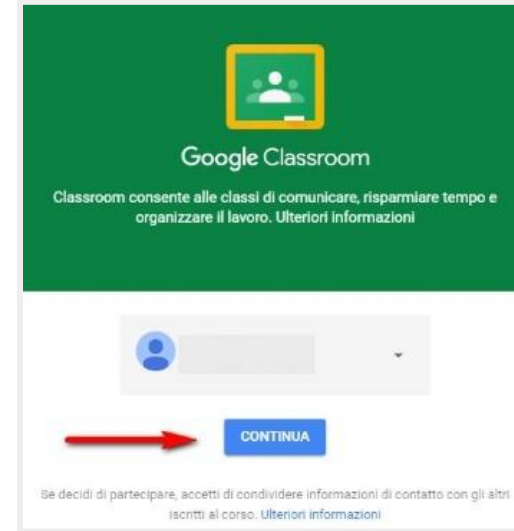 Google Classroom
Classroom consente alle classi di comunicare, risparmiare tempo e
organizzare il lavoro. Ulteriori informazioni
CONTINUA
Se decidi di partecipare, accetti di condividere informazioni di contatto con gli altri
iscritti al corso. Ulteriori informazioni